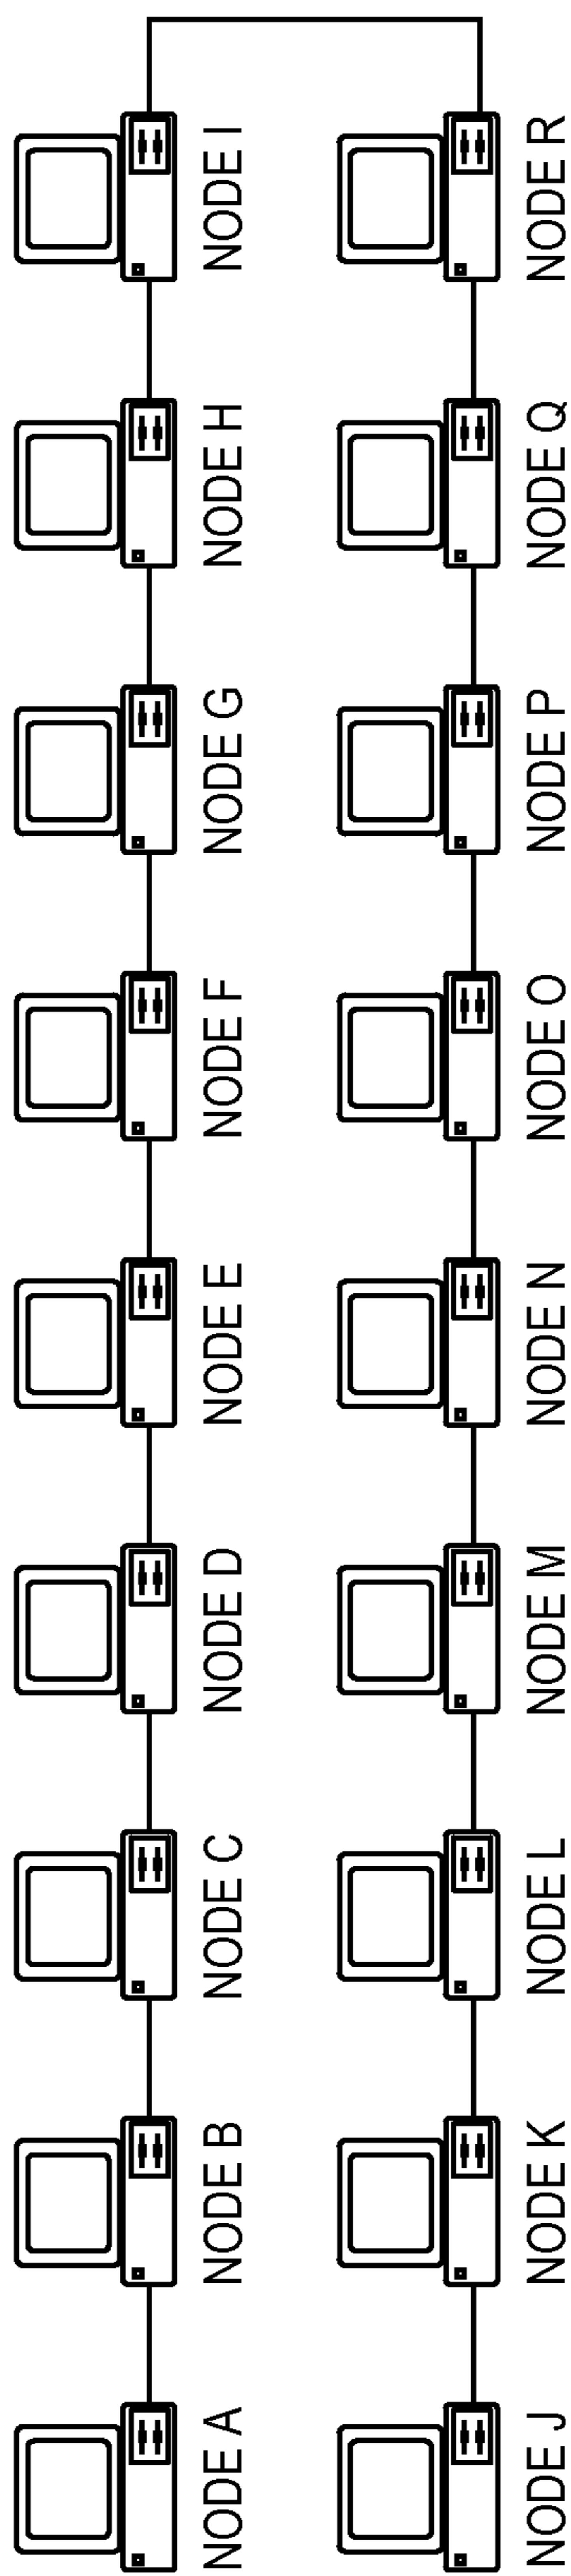 NODE A
NODE B
NODE C
NODE D
NODE E
NODE F
NODE G
NODE H
NODE I
NODE J
NODE K
NODE L
NODE M
NODE N
NODE O
NODE P
NODE Q
NODE R